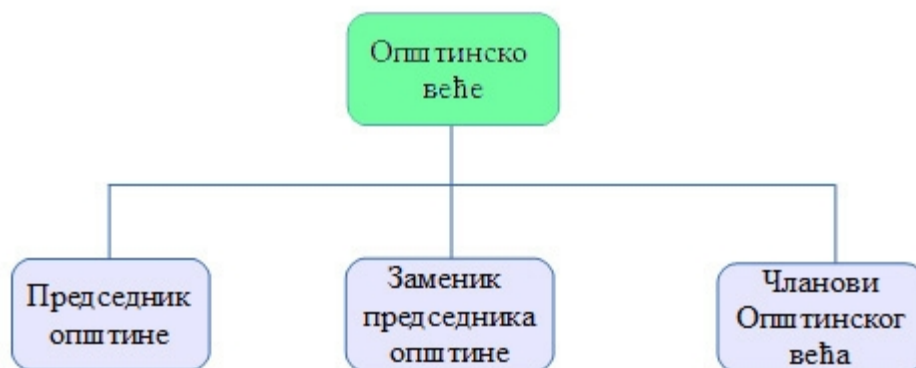 Општинско
веће
Председник
општине
Заменик
председника
општине
Чланови
Општинског
већа